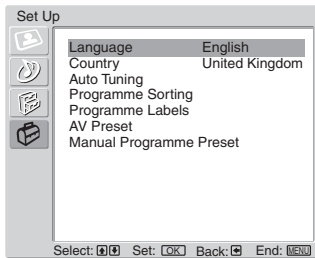 Set Up
Language English
Country United Kingdom
Auto Tuning
Programme Sorting
Programme Labels
AV Preset
Manual Programme Preset
Select: Set: OK Back: End: MENU